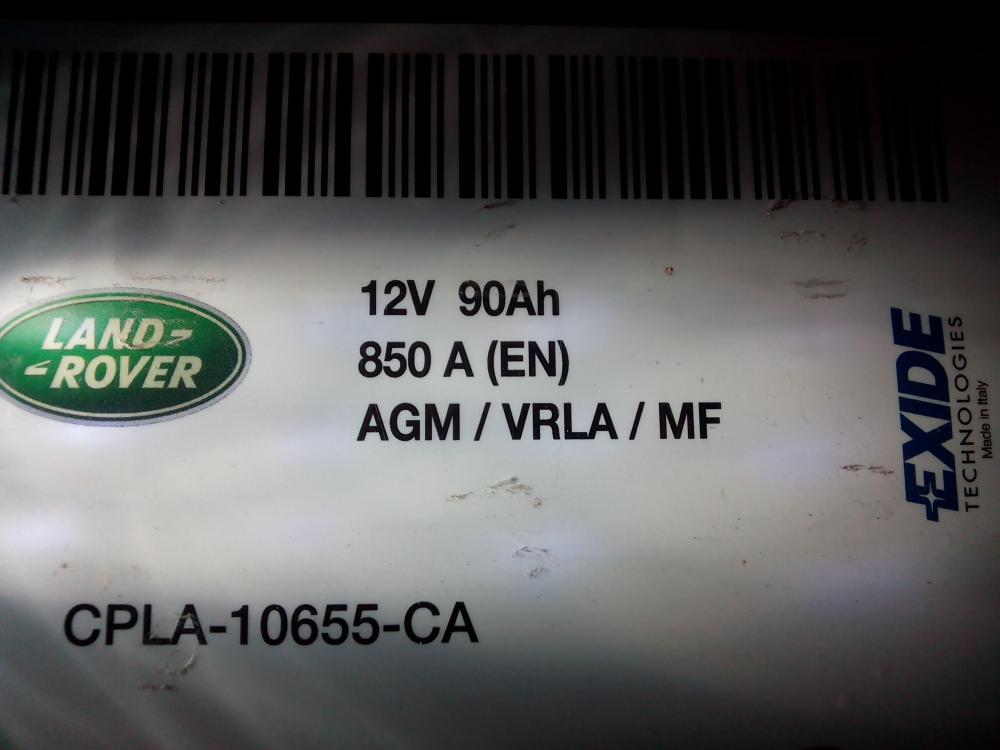 12V 90Ah
LAND-
-ROVER
850 A (EN)
AGM / VRLA / MF
EXIDE
TECHNOLOGIES
Made in Italy
CPLA-10655-CA